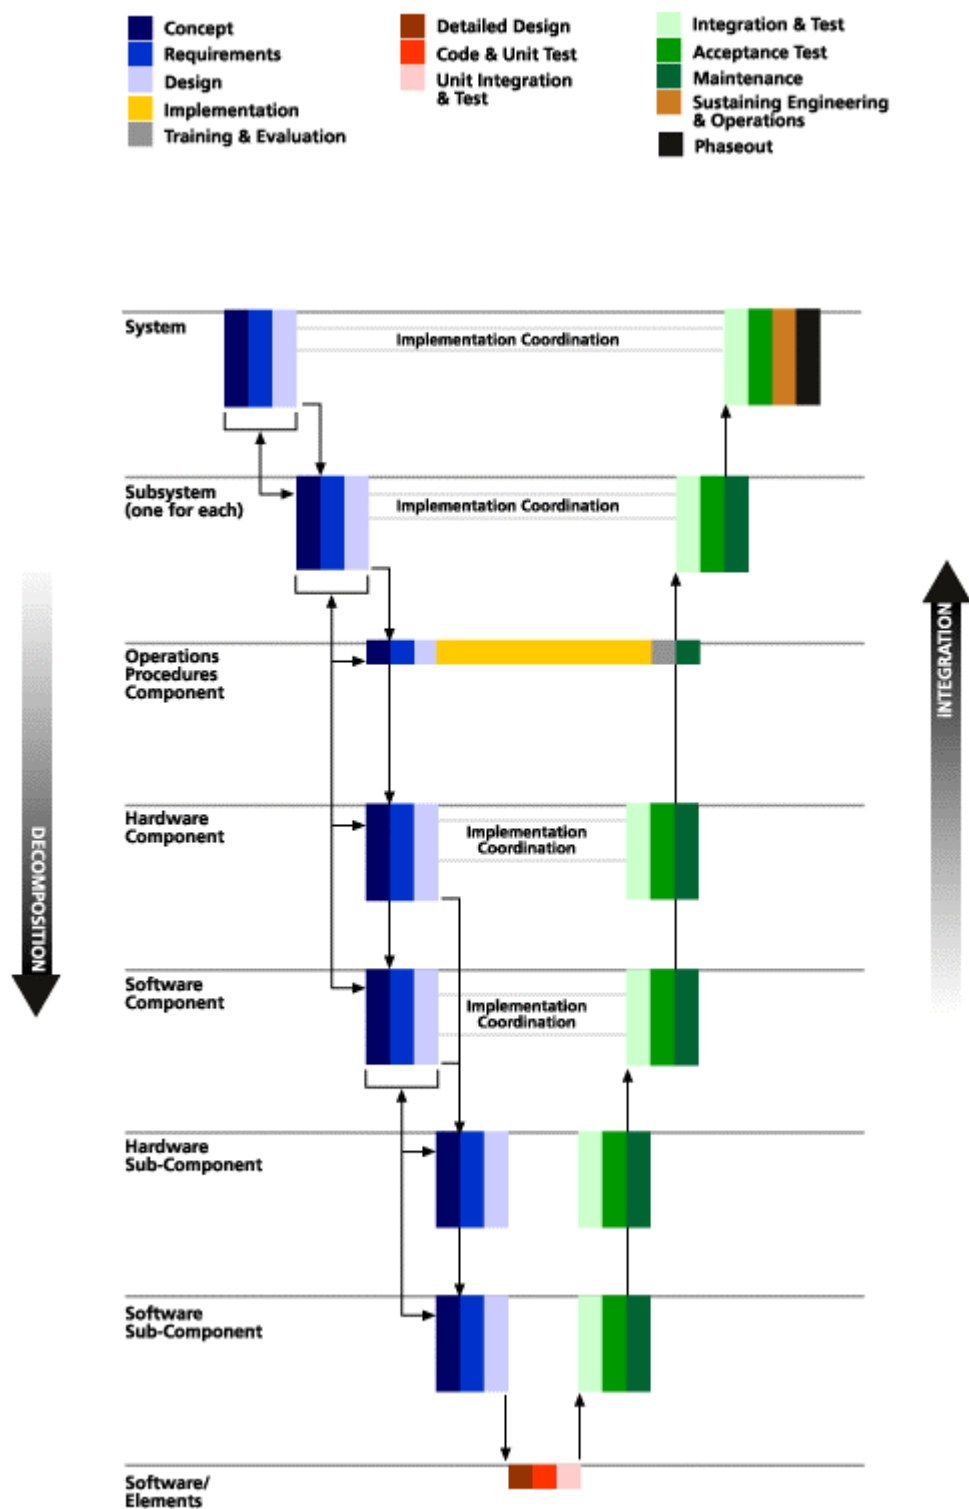 Concept
Requirements
Design
Implementation
Training & Evaluation
Detailed Design
Code & Unit Test
Unit Integration
& Test
Integration & Test
Acceptance Test
Maintenance
Sustaining Engineering
& Operations
Phaseout
System
Implementation Coordination
Subsystem
(one for each)
Implementation Coordination
Operations
Procedures
Component
Hardware
Component
Implementation
Coordination
Software
Component
Implementation
Coordination
Hardware
Sub-Component
Software
Sub-Component
Software/
Elements
DECOMPOSITION
INTEGRATION